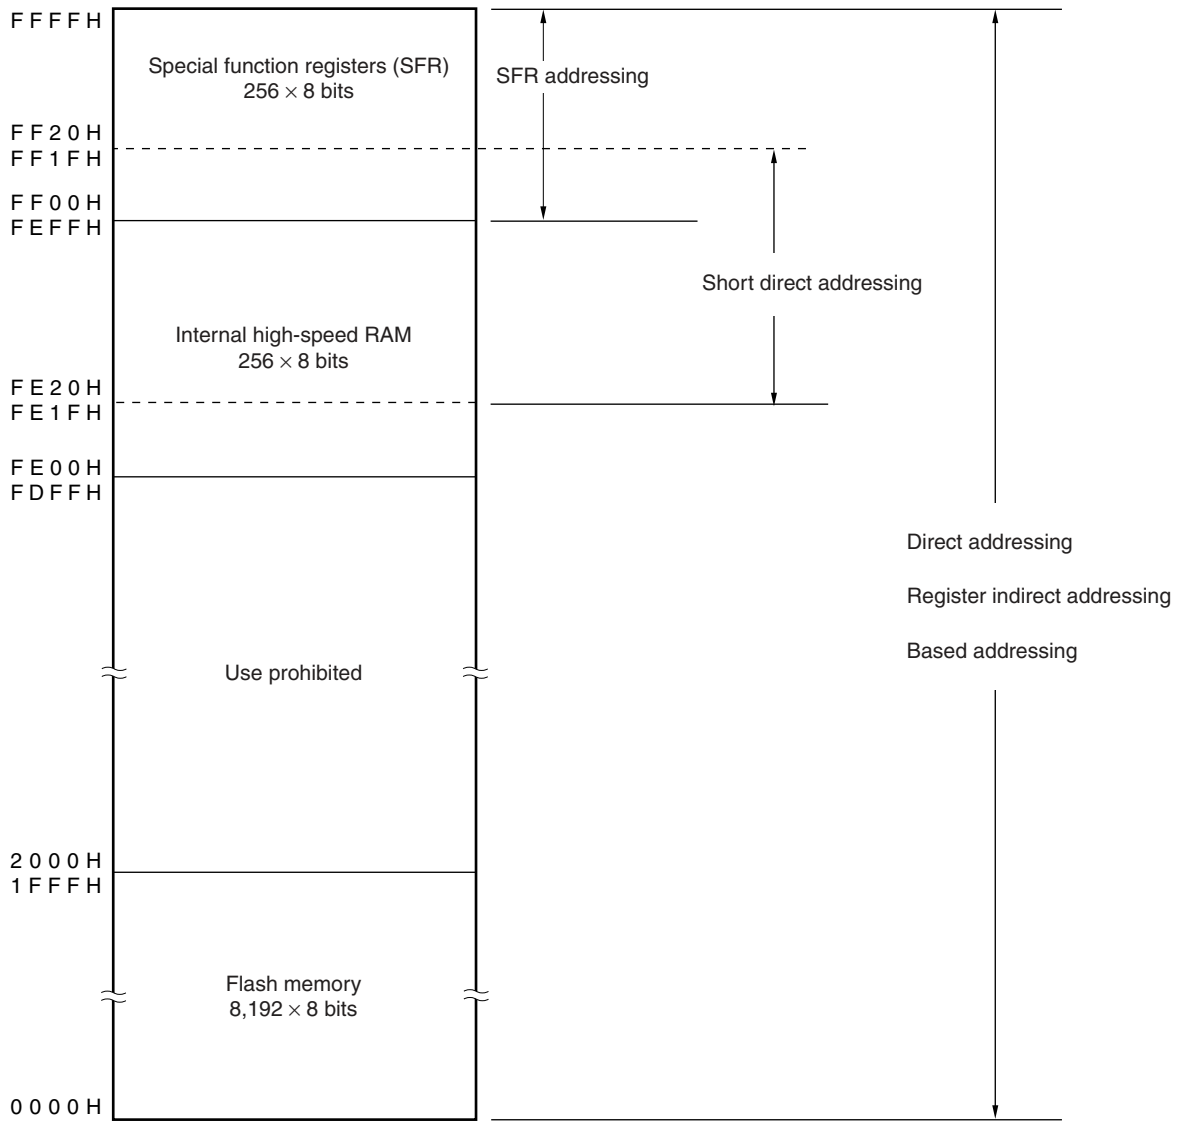 FFFFH
Special function registers (SFR)
256 × 8 bits
SFR addressing
FF20H
FF1FH
FF00H
FEFFH
Short direct addressing
Internal high-speed RAM
256 × 8 bits
FE20H
FE1FH
FE00H
FDFFH
Direct addressing
Register indirect addressing
Based addressing
Use prohibited
2000H
1FFFH
Flash memory
8,192 × 8 bits
0000H